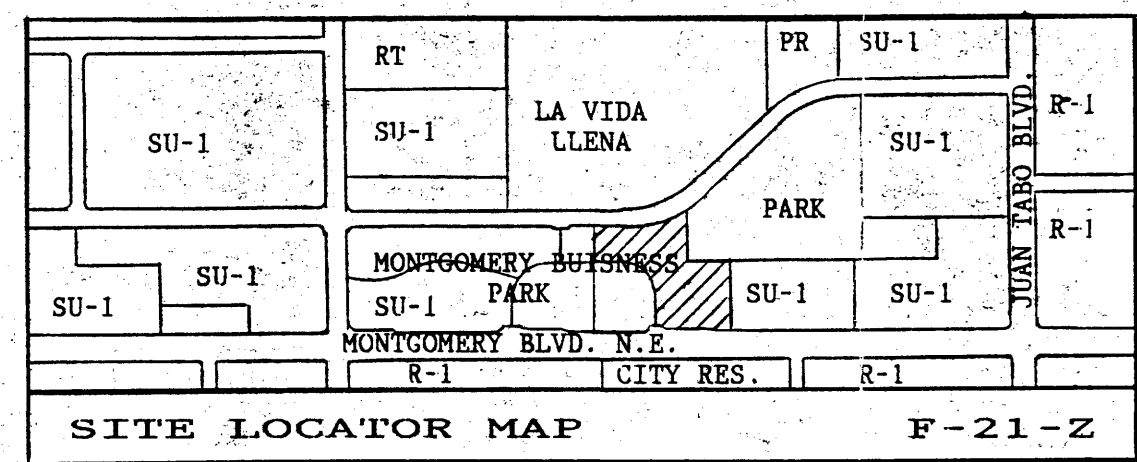 RT
PR
SU-1
LA VIDA
LLENA
R-1
SU-1
SU-1
SU-1
JUAN TABO BLVD.
PARK
R-1
MONTGOMERY BUISNESS
PARK
SU-1
SU-1
SU-1
SU-1
SU-1
MONTGOMERY BLVD. N.E.
R-1
CITY RES.
R-1
SITE LOCATOR MAP
F-21-Z